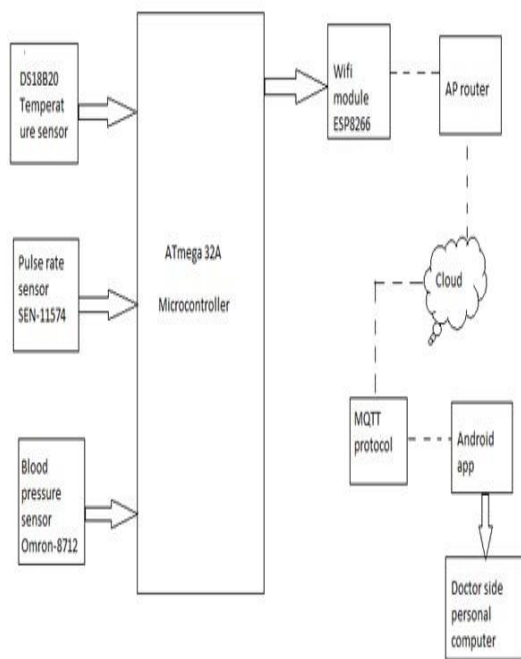 DS18B20
Temperat
ure sensor
Pulse rate
sensor
SEN-11574
Blood
pressure
sensor
Omron-8712
ATmega 32A
Microcontroller
Wifi
module
ESP8266
AP router
Cloud
MQTT
protocol
Android
app
Doctor side
personal
computer